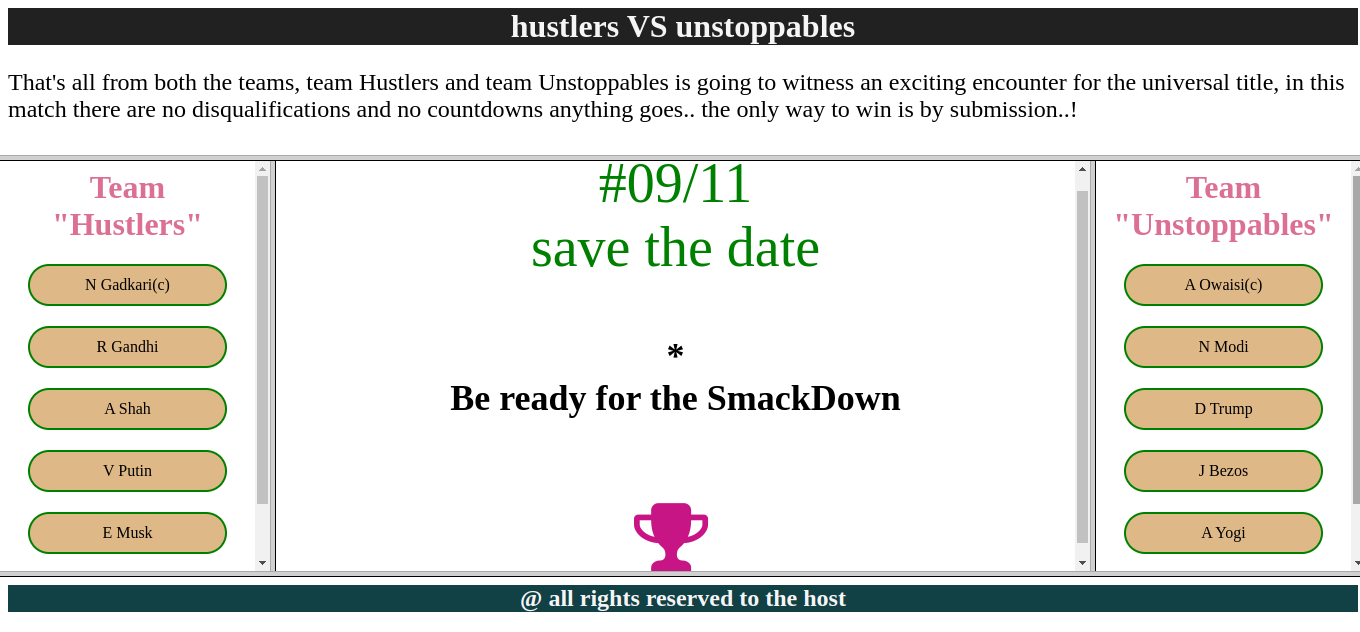 hustlers VS unstoppables
That's all from both the teams, team Hustlers and team Unstoppables is going to witness an exciting encounter for the universal title, in this
match there are no disqualifications and no countdowns anything goes.. the only way to win is by submission..!
Team
"Hustlers"
N Gadkari(c)
R Gandhi
A Shah
V Putin
E Musk
#09/11
save the date
*
Be ready for the SmackDown
Team
"Unstoppables"
A Owaisi(c)
N Modi
D Trump
J Bezos
A Yogi
@ all rights reserved to the host